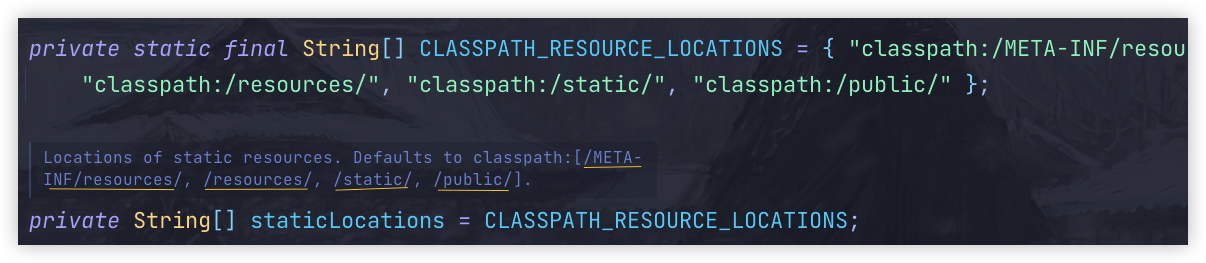 private static final String[] CLASSPATH_RESOURCE_LOCATIONS = { "classpath:/META-INF/resou
"classpath:/resources/", "classpath:/static/", "classpath:/public/" };
Locations of static resources. Defaults to classpath:[/META-
INF/resources/, /resources/, /static/, /public/].
private String[] staticLocations = CLASSPATH_RESOURCE_LOCATIONS;